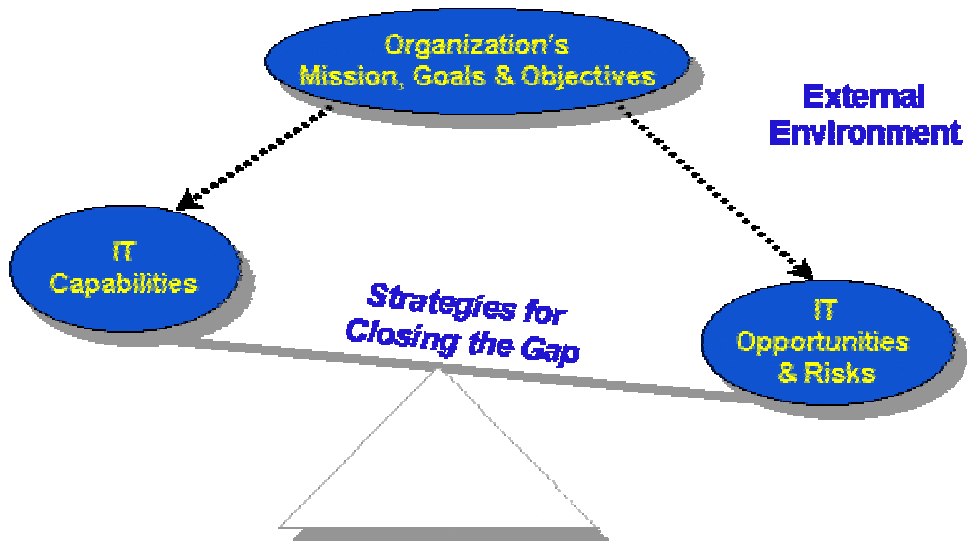 Organization's
Mission, Goals & Objectives
External
Environment
IT
Capabilities
Strategies for
Closing the Gap
IT
Opportunities
& Risks